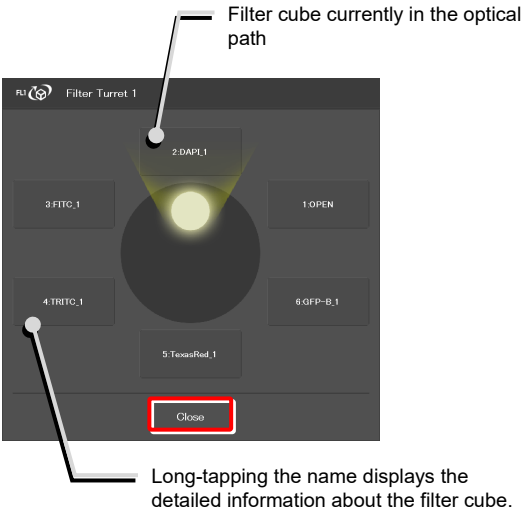 Filter cube currently in the optical
path
FL1 Filter Turret 1
2:DAPI_1
3:FITC_1
1:OPEN
4:TRITC_1
6:GFP-B_1
5:TexasRed_1
Close
Long-tapping the name displays the
detailed information about the filter cube.